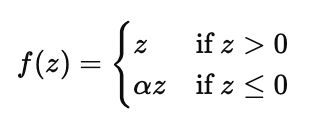 f(z) = { z if z > 0
αz if z ≤ 0